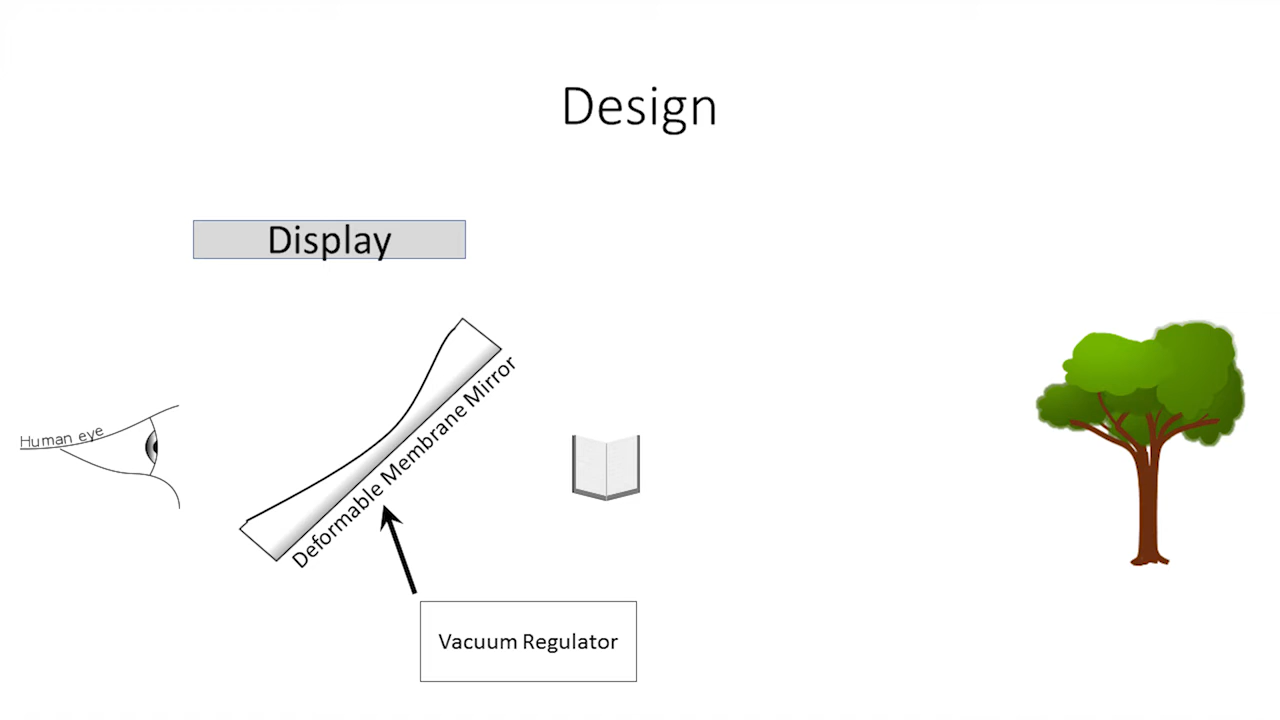 Design
Display
Human eye
Deformable Membrane Mirror
Vacuum Regulator